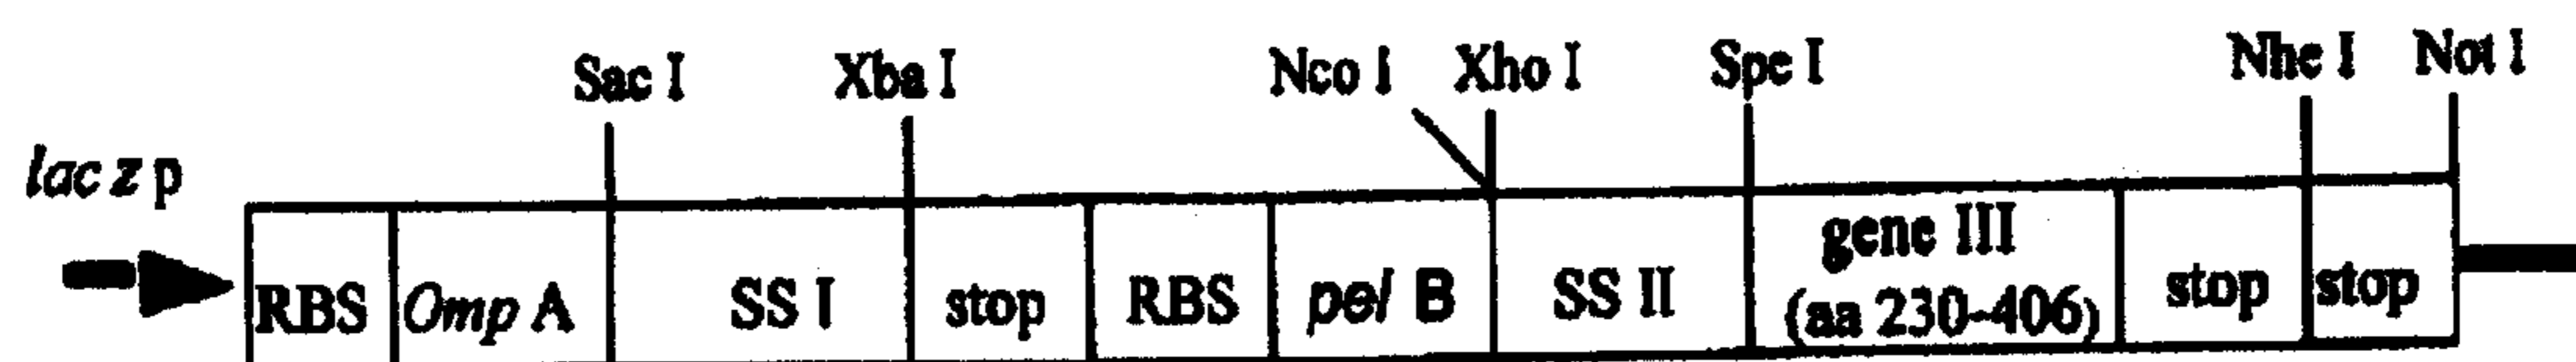 Sac I Xba I Nco I Xho I Spe I Nhe I Not I
lac z p
RBS Omp A SS I stop RBS pel B SS II gene III stop stop
(aa 230-406)